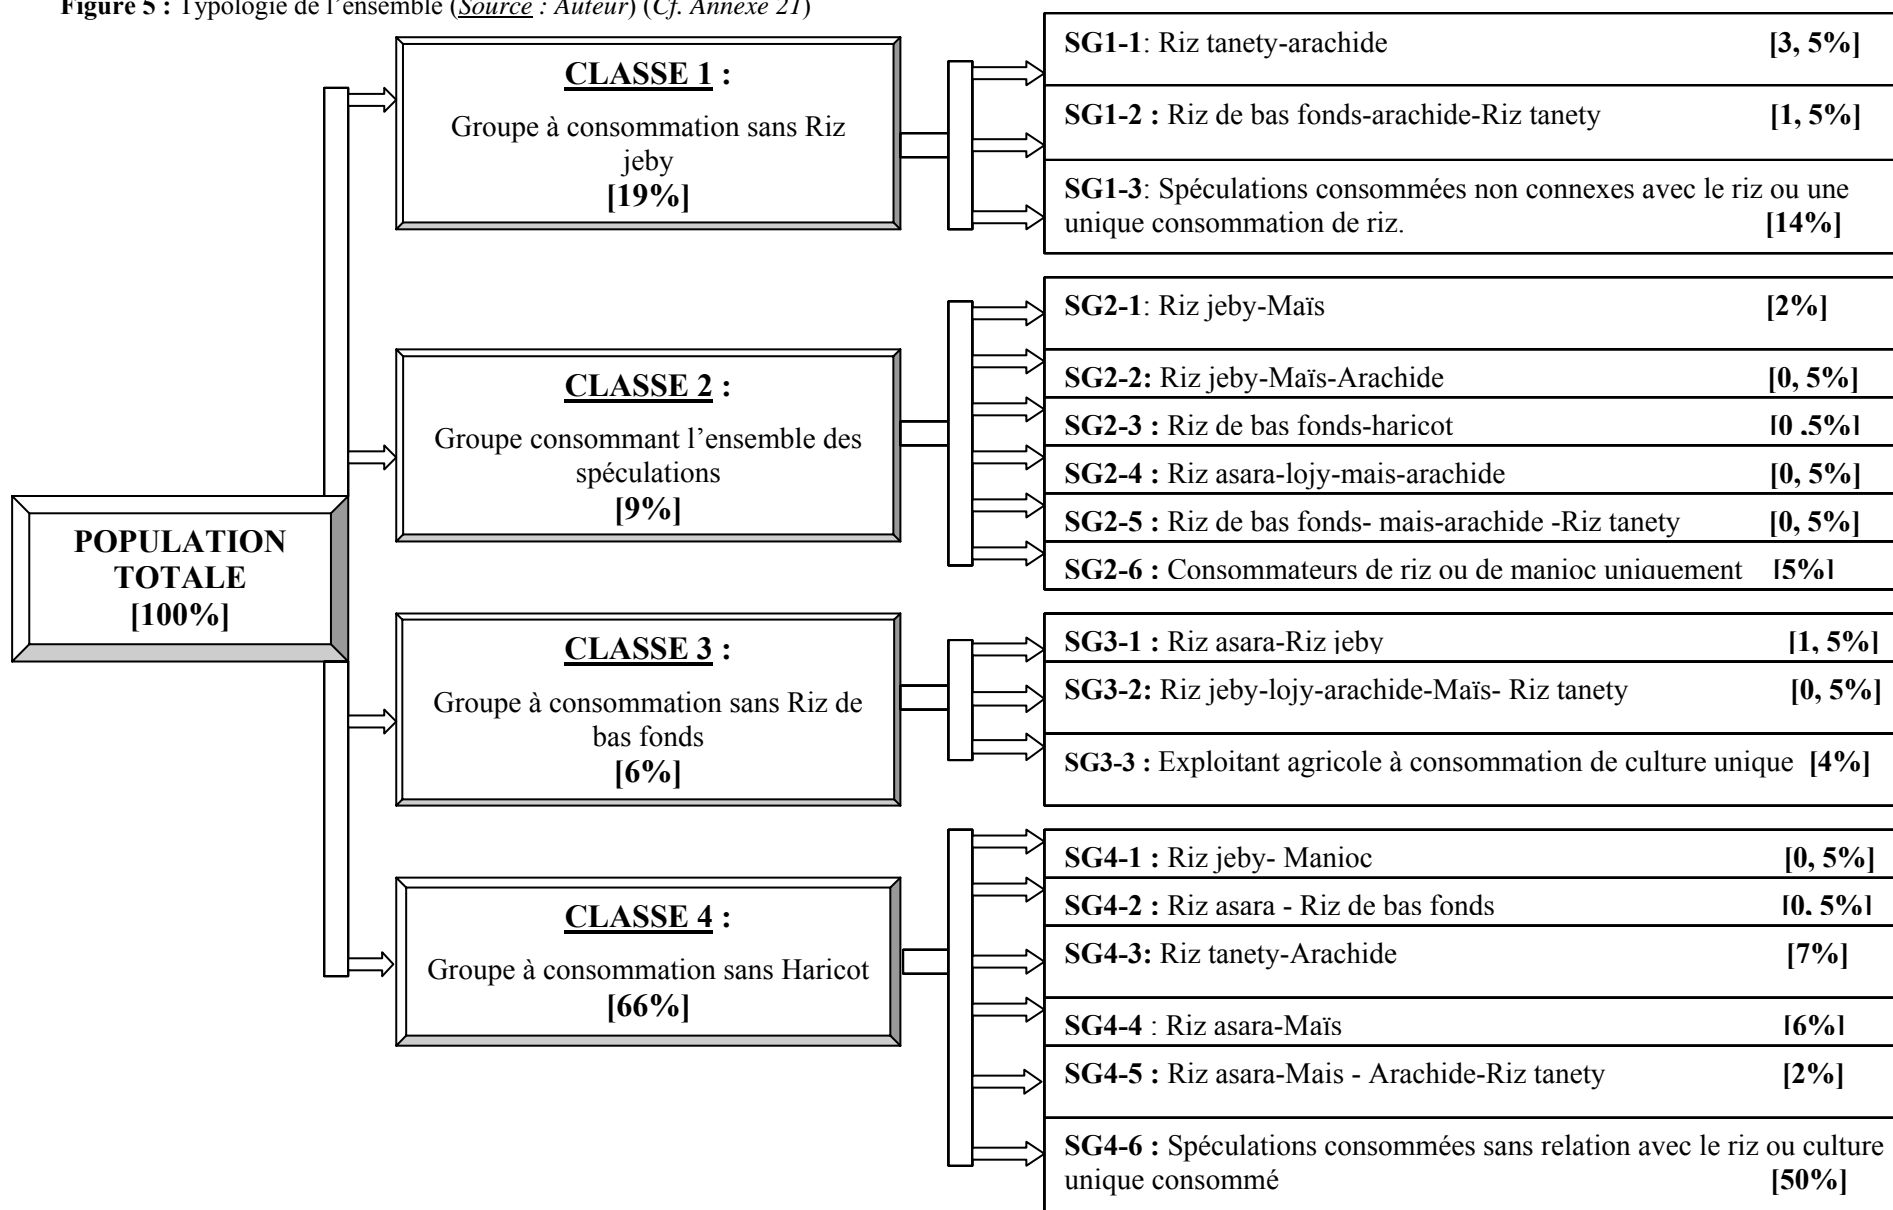 Figure 5 : Typologie de l'ensemble (Source : Auteur) (Cf. Annexe 21)
POPULATION
TOTALE
[100%]
CLASSE 1 :
Groupe à consommation sans Riz
jeby
[19%]
SG1-1: Riz tanety-arachide [3, 5%]
SG1-2 : Riz de bas fonds-arachide-Riz tanety [1, 5%]
SG1-3: Spéculations consommées non connexes avec le riz ou une
unique consommation de riz. [14%]
CLASSE 2 :
Groupe consommant l'ensemble des
spéculations
[9%]
SG2-1: Riz jeby-Maïs [2%]
SG2-2: Riz jeby-Maïs-Arachide [0, 5%]
SG2-3 : Riz de bas fonds-haricot [0 ,5%]
SG2-4 : Riz asara-lojy-mais-arachide [0, 5%]
SG2-5 : Riz de bas fonds- mais-arachide -Riz tanety [0, 5%]
SG2-6 : Consommateurs de riz ou de manioc uniquement [5%]
CLASSE 3 :
Groupe à consommation sans Riz de
bas fonds
[6%]
SG3-1 : Riz asara-Riz jeby [1, 5%]
SG3-2: Riz jeby-lojy-arachide-Maïs- Riz tanety [0, 5%]
SG3-3 : Exploitant agricole à consommation de culture unique [4%]
CLASSE 4 :
Groupe à consommation sans Haricot
[66%]
SG4-1 : Riz jeby- Manioc [0, 5%]
SG4-2 : Riz asara - Riz de bas fonds [0, 5%]
SG4-3: Riz tanety-Arachide [7%]
SG4-4 : Riz asara-Maïs [6%]
SG4-5 : Riz asara-Mais - Arachide-Riz tanety [2%]
SG4-6 : Spéculations consommées sans relation avec le riz ou culture
unique consommé [50%]